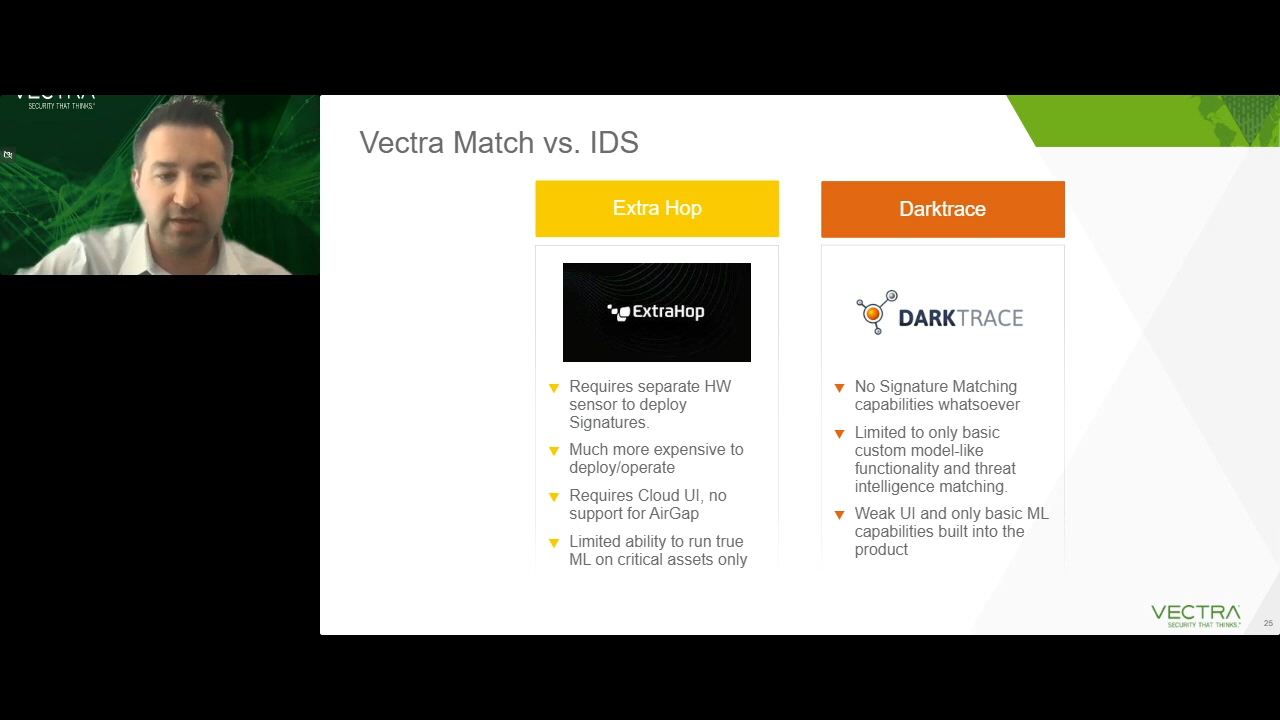 VECTRA
SECURITY THAT THINKS.®
Vectra Match vs. IDS
Extra Hop
ExtraHop
Requires separate HW
sensor to deploy
Signatures.
Much more expensive to
deploy/operate
Requires Cloud UI, no
support for AirGap
Limited ability to run true
ML on critical assets only
Darktrace
DARKTRACE
No Signature Matching
capabilities whatsoever
Limited to only basic
custom model-like
functionality and threat
intelligence matching.
Weak UI and only basic ML
capabilities built into the
product
VECTRA
SECURITY THAT THINKS.®
25